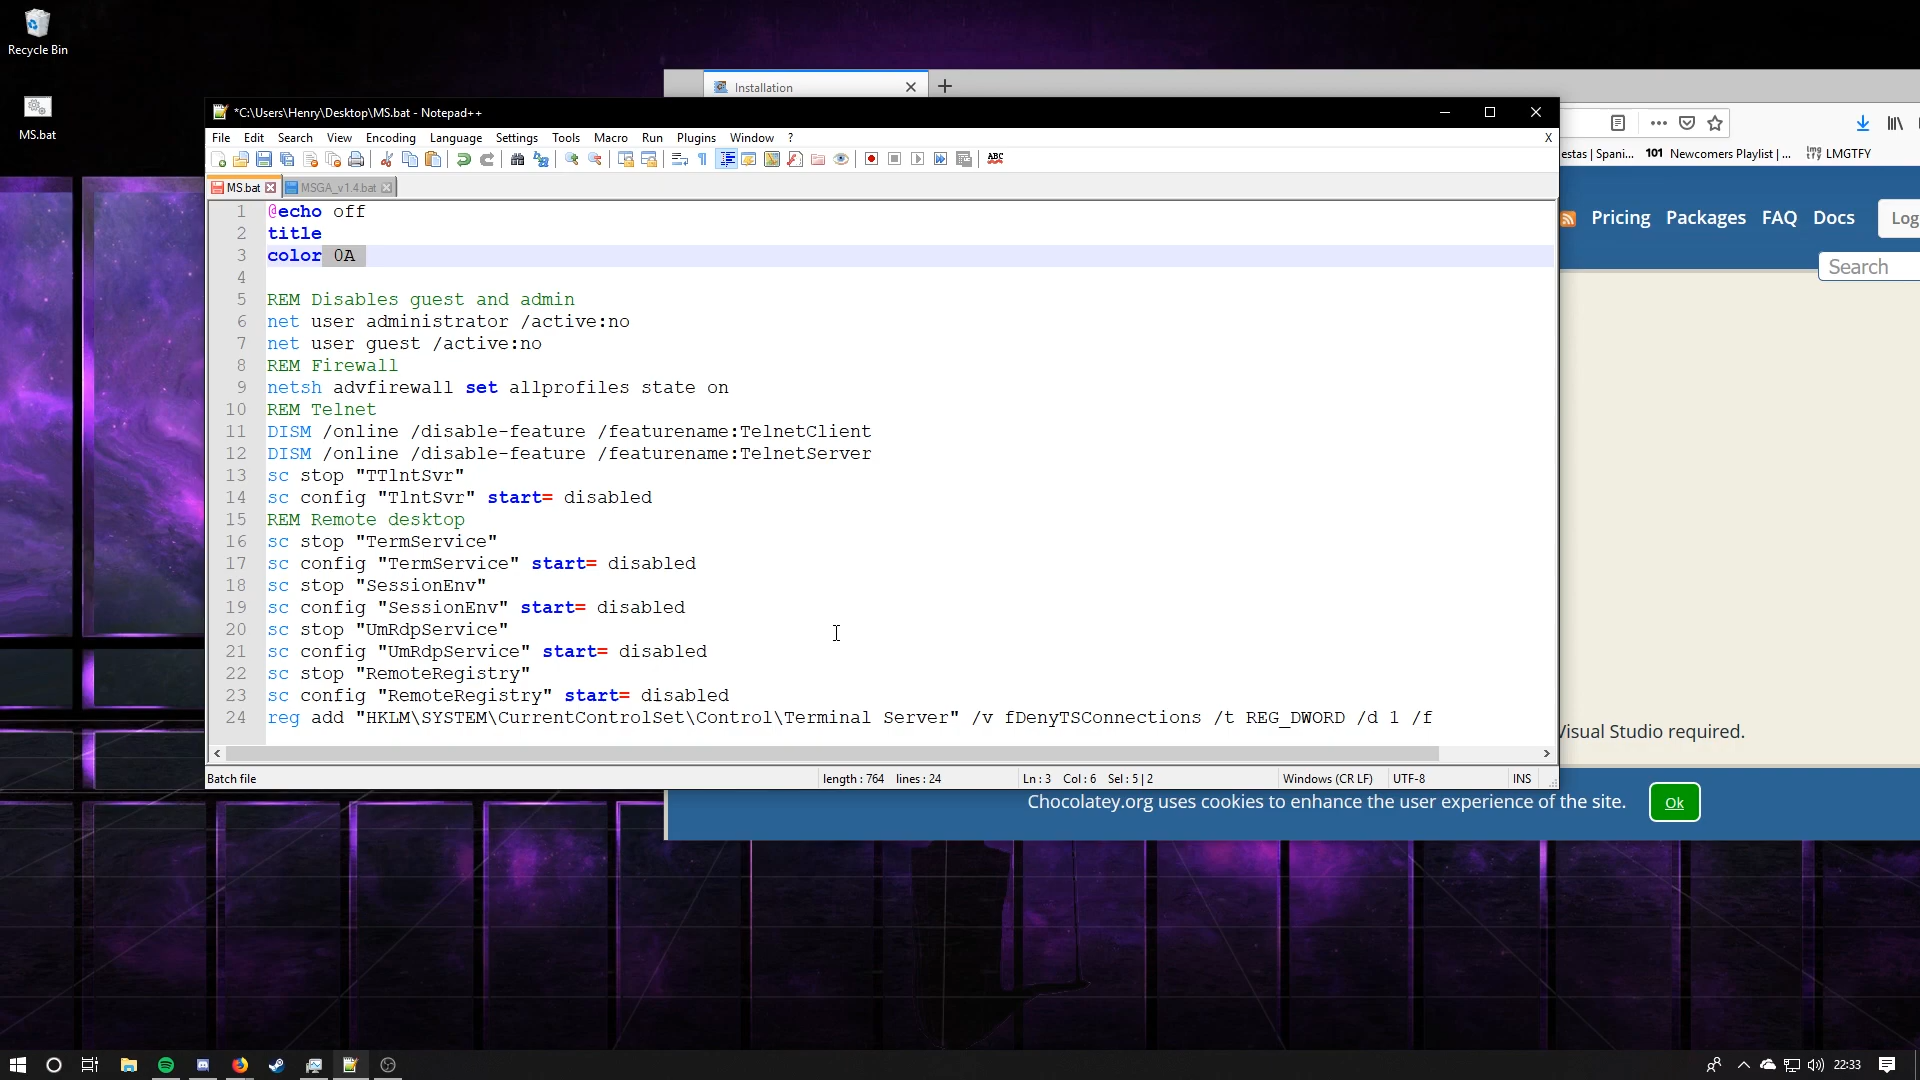 Recycle Bin
MS.bat
Installation
*C:\Users\Henry\Desktop\MS.bat - Notepad++
File Edit Search View Encoding Language Settings Tools Macro Run Plugins Window ? X
ABC
MS.bat MSGA_v1.4.bat
1 @echo off
2 title
3 color 0A
4
5 REM Disables guest and admin
6 net user administrator /active:no
7 net user guest /active:no
8 REM Firewall
9 netsh advfirewall set allprofiles state on
10 REM Telnet
11 DISM /online /disable-feature /featurename:TelnetClient
12 DISM /online /disable-feature /featurename:TelnetServer
13 sc stop "TTlntSvr"
14 sc config "TlntSvr" start= disabled
15 REM Remote desktop
16 sc stop "TermService"
17 sc config "TermService" start= disabled
18 sc stop "SessionEnv"
19 sc config "SessionEnv" start= disabled
20 sc stop "UmRdpService"
21 sc config "UmRdpService" start= disabled
22 sc stop "RemoteRegistry"
23 sc config "RemoteRegistry" start= disabled
24 reg add "HKLM\SYSTEM\CurrentControlSet\Control\Terminal Server" /v fDenyTSConnections /t REG_DWORD /d 1 /f
Batch file length : 764 lines : 24 Ln : 3 Col : 6 Sel : 5 | 2 Windows (CR LF) UTF-8 INS
estas | Spani... 101 Newcomers Playlist | ... lmg tfy LMGTFY
Pricing Packages FAQ Docs Log
Search
Visual Studio required.
Chocolatey.org uses cookies to enhance the user experience of the site. Ok
22:33